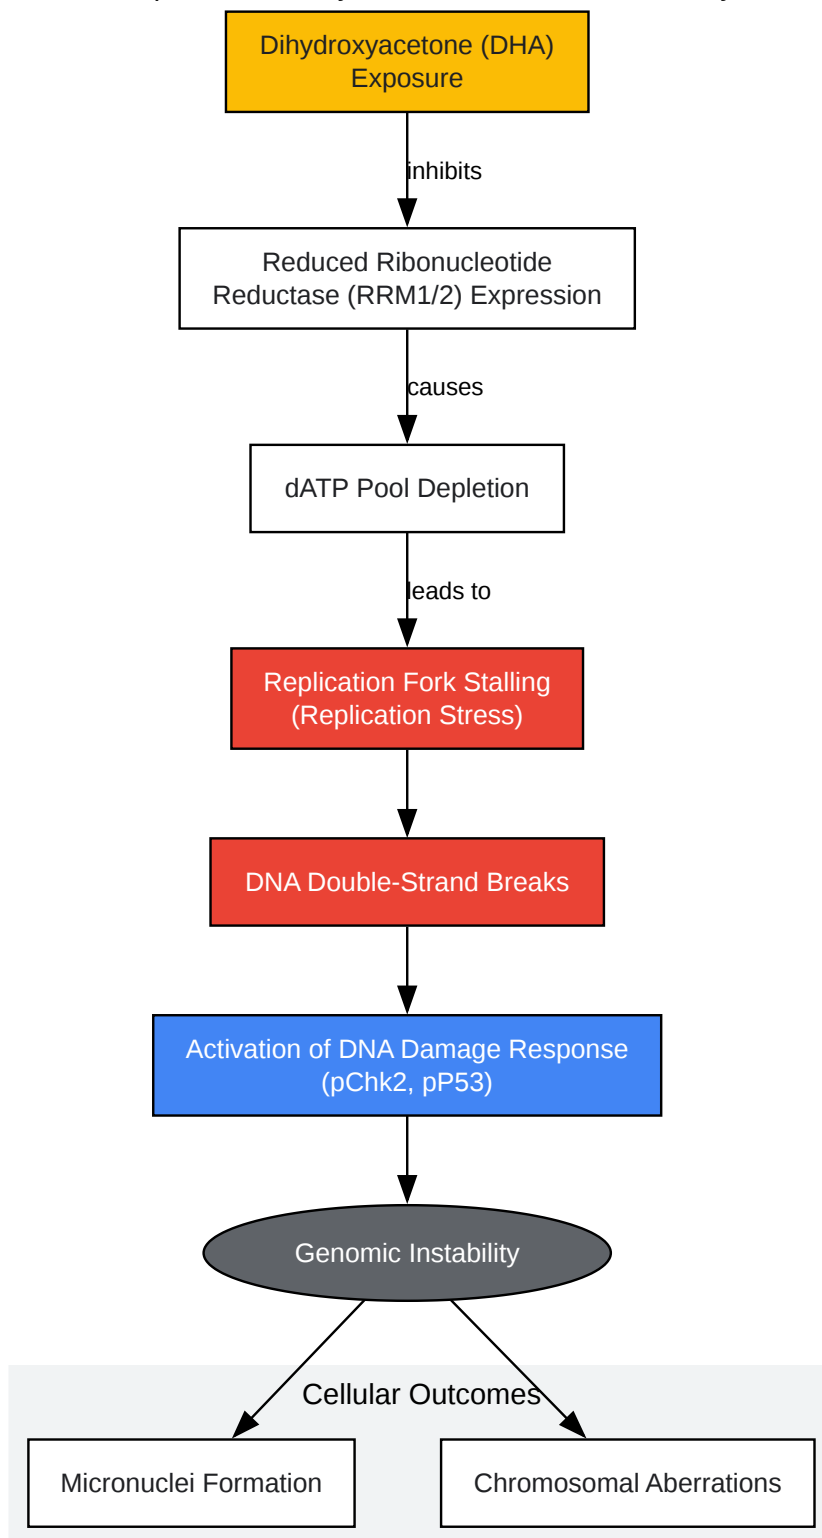 Dihydroxyacetone (DHA)
Exposure
inhibits
Reduced Ribonucleotide
Reductase (RRM1/2) Expression
causes
dATP Pool Depletion
leads to
Replication Fork Stalling
(Replication Stress)
DNA Double-Strand Breaks
Activation of DNA Damage Response
(pChk2, pP53)
Genomic Instability
Cellular Outcomes
Micronuclei Formation
Chromosomal Aberrations